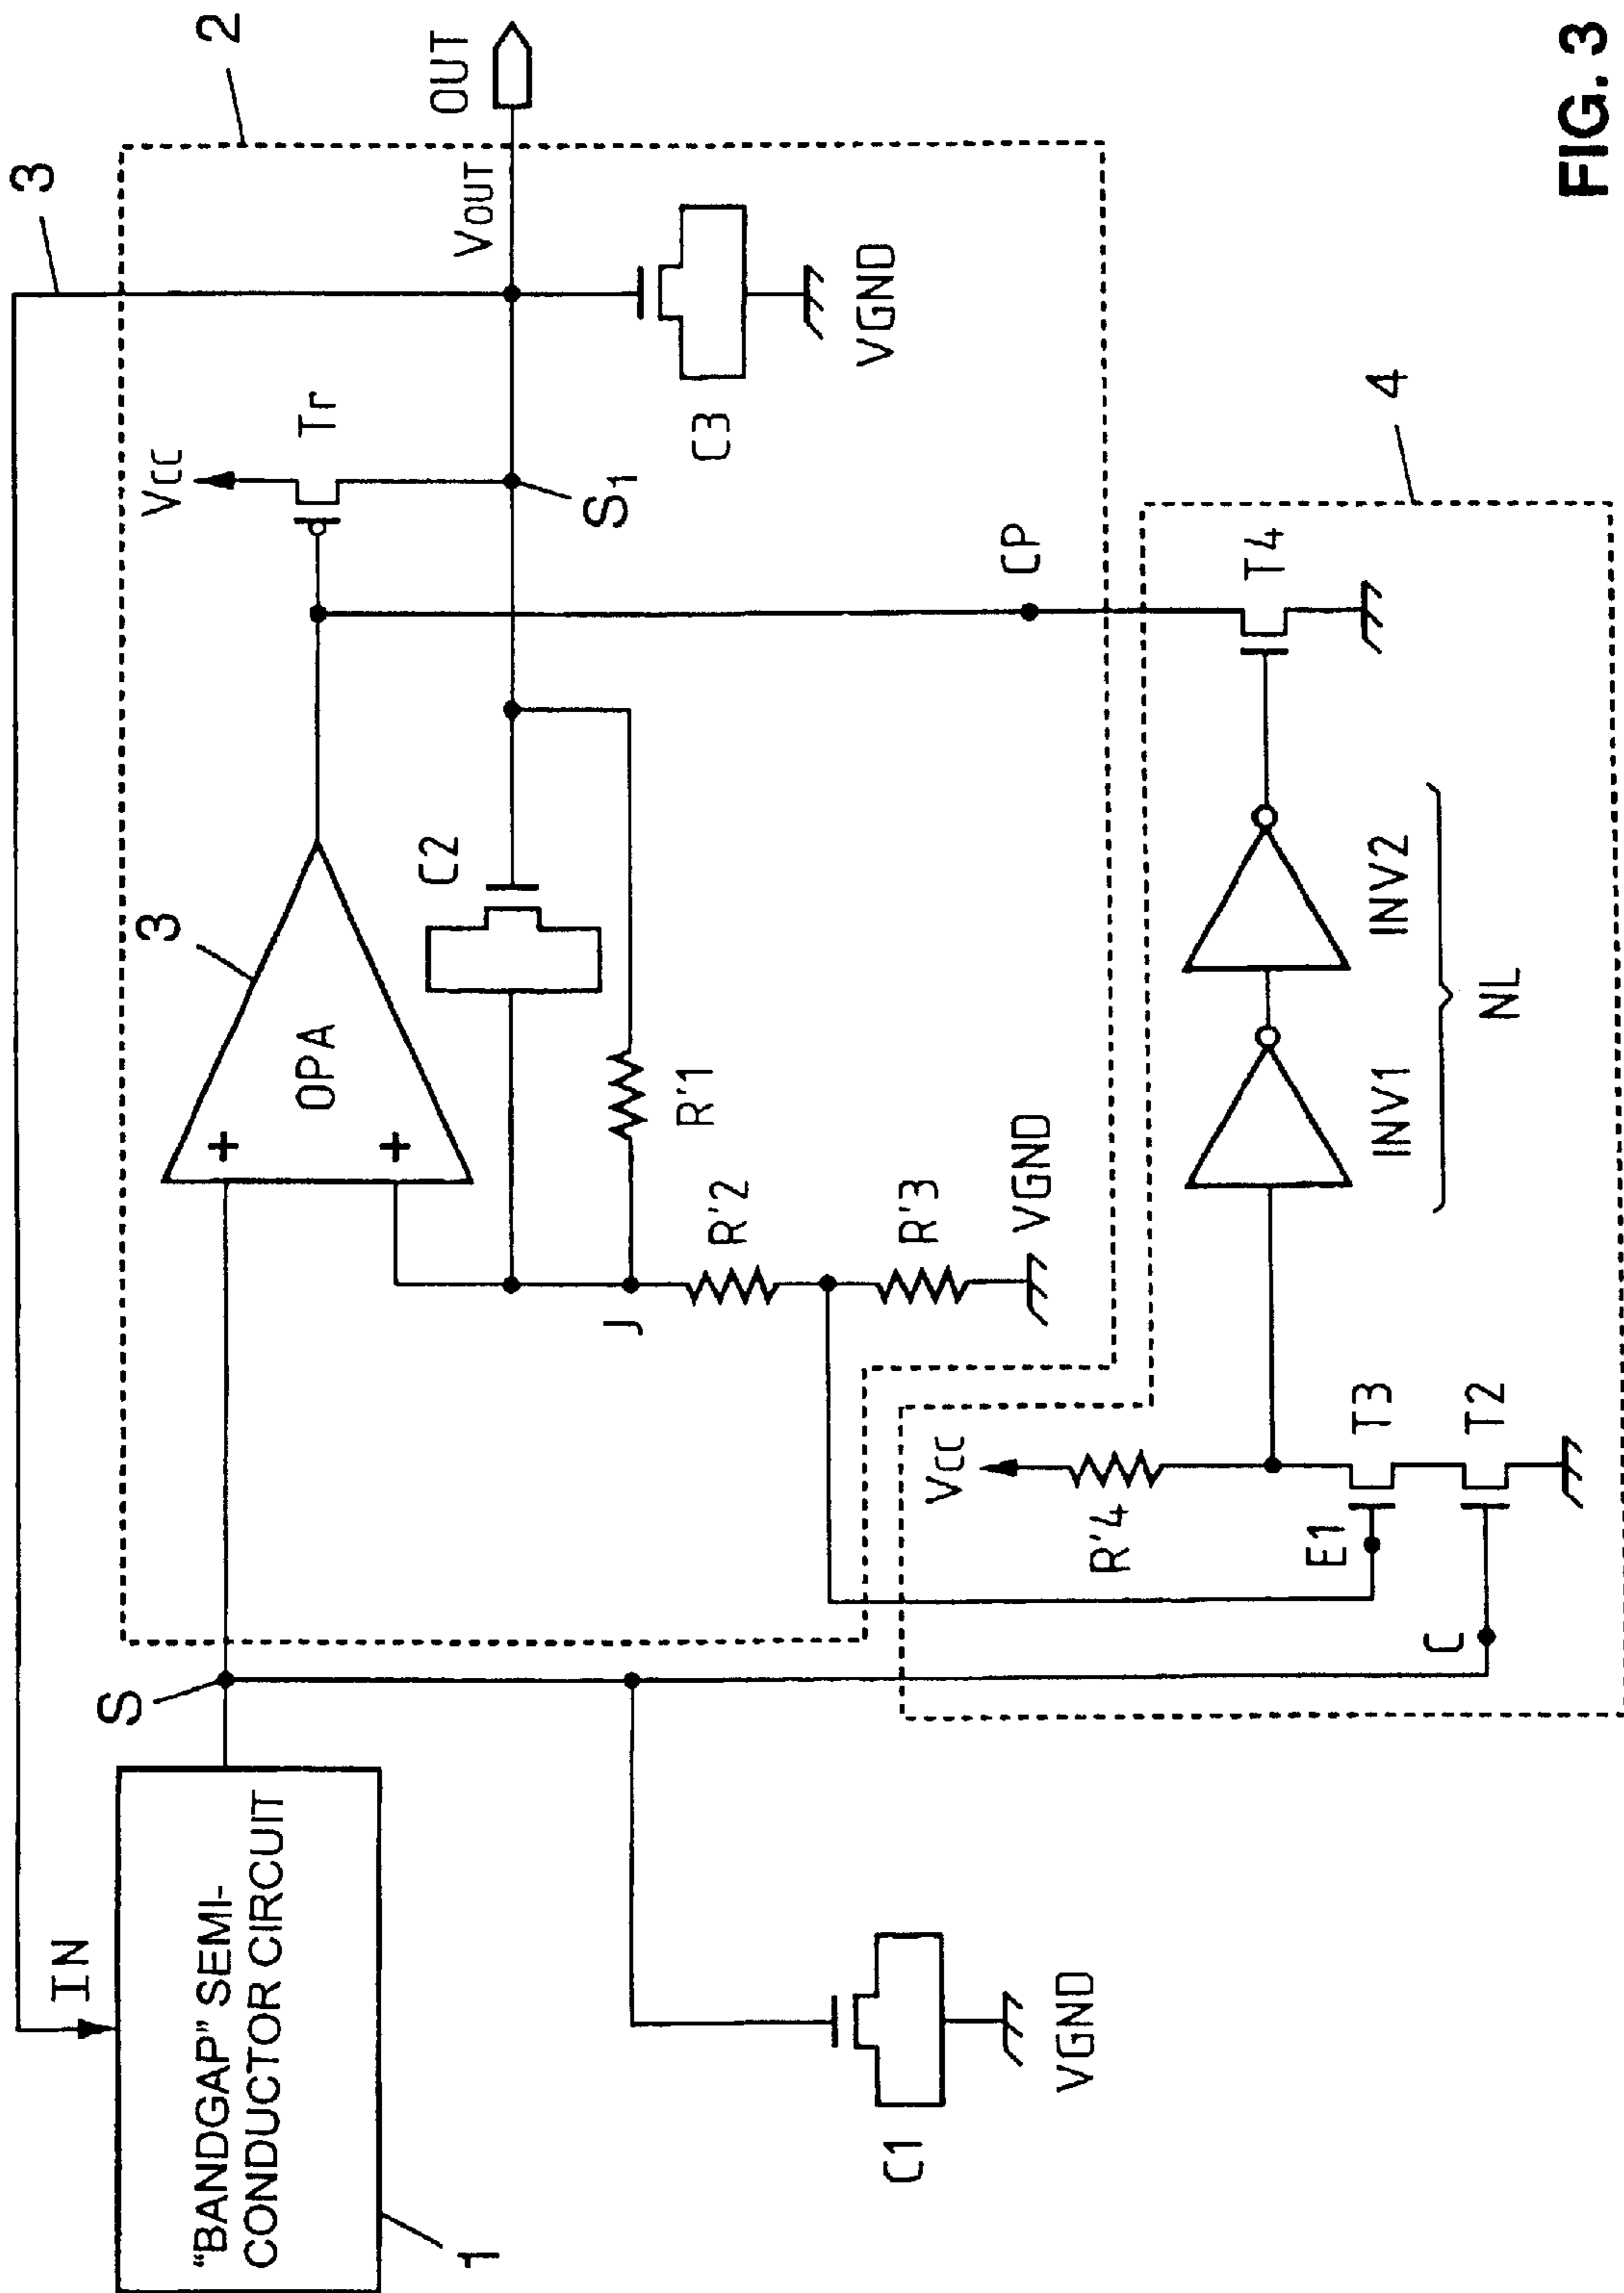 3
2
IN
"BANDGAP" SEMI-
CONDUCTOR CIRCUIT
1
S
3
OPA
+
+
VCC
Tr
S1
VOUT
OUT
C2
R'1
J
R'2
R'3
VGND
C3
VGND
CP
C1
VGND
4
VCC
R'4
E1
T3
C
T2
INV1
INV2
NL
T4
FIG. 3